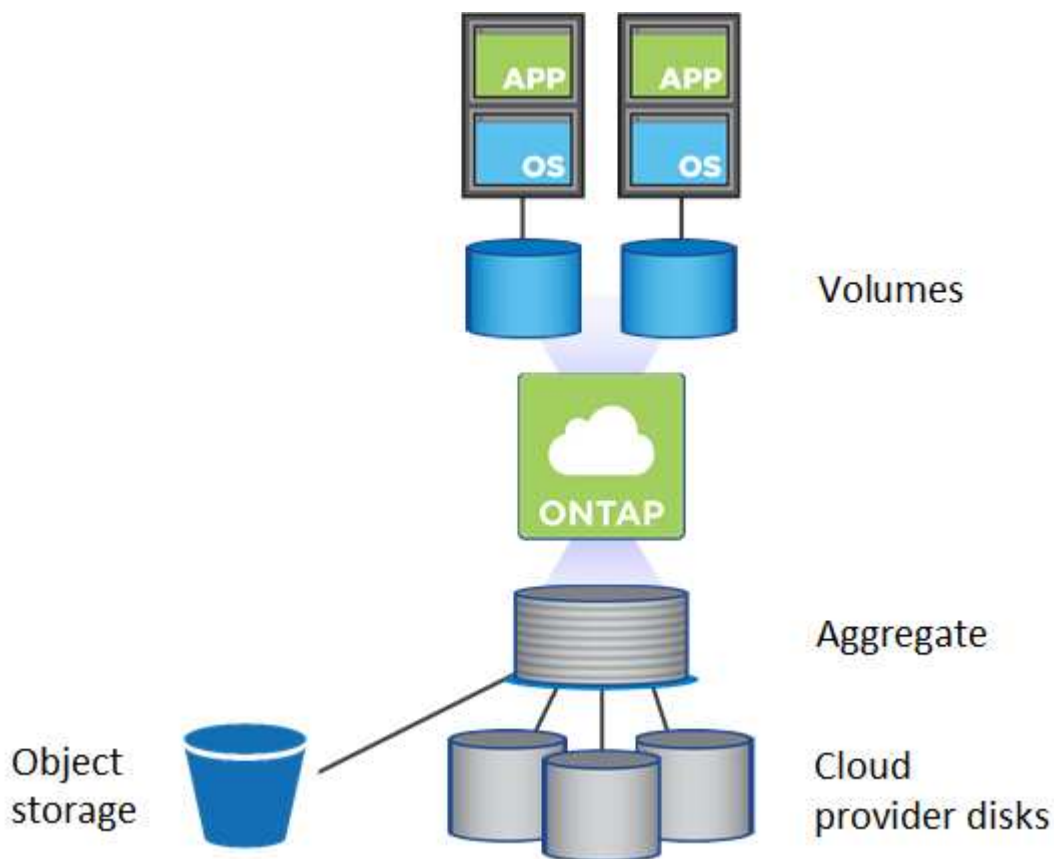 APP
APP
OS
OS
Volumes
ONTAP
Aggregate
Object
storage
Cloud
provider disks